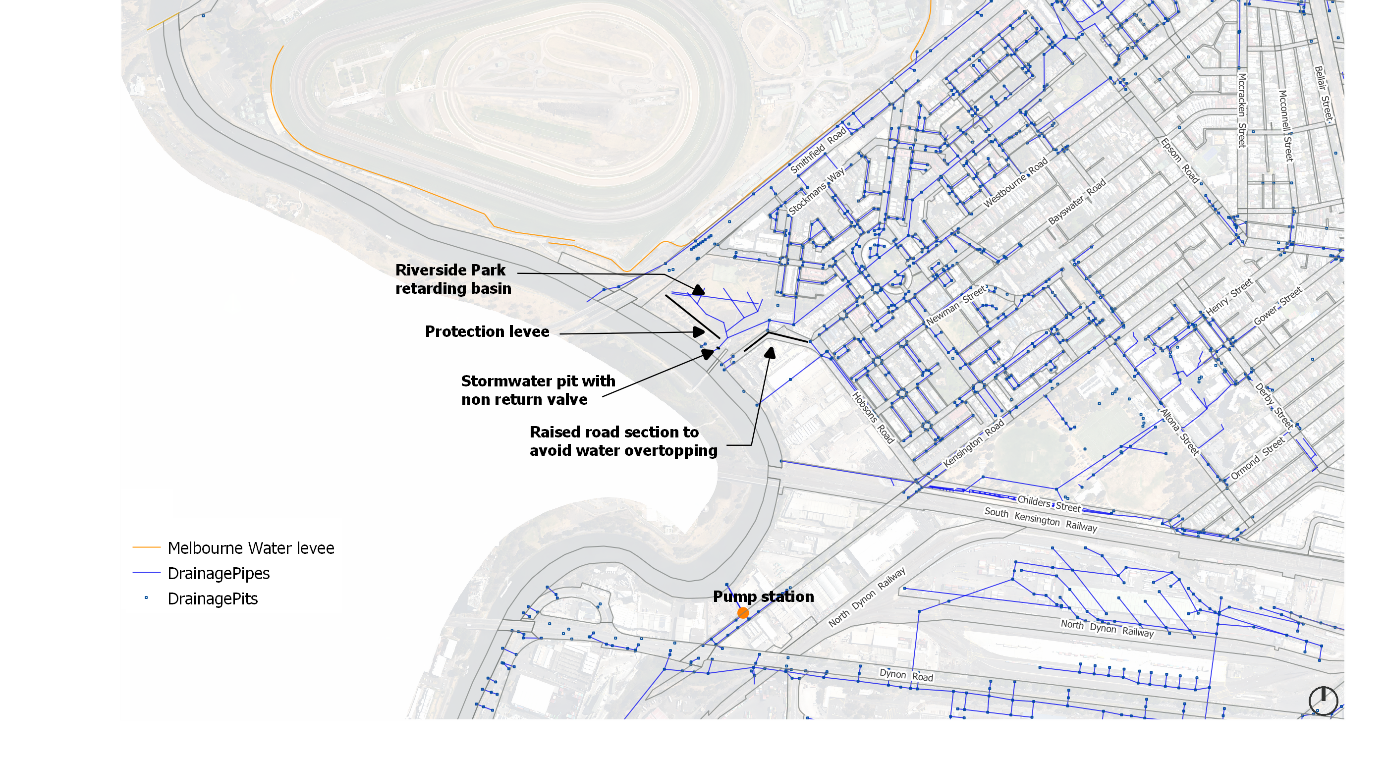 Mccracken Street
Mcconnell Street
Bellair Street
Smithfield Road
Epsom Road
Stockmans Way
Westbourne Road
Bayswater Road
Riverside Park
retarding basin
Newman Street
Henry Street
Gower Street
Protection levee
Stormwater pit with
non return valve
Hobsons Road
Derby Street
Altona Street
Raised road section to
avoid water overtopping
Kensington Road
Ormond Street
Childers Street
South Kensington Railway
Melbourne Water levee
DrainagePipes
DrainagePits
Pump station
North Dynon Railway
North Dynon Railway
Dynon Road